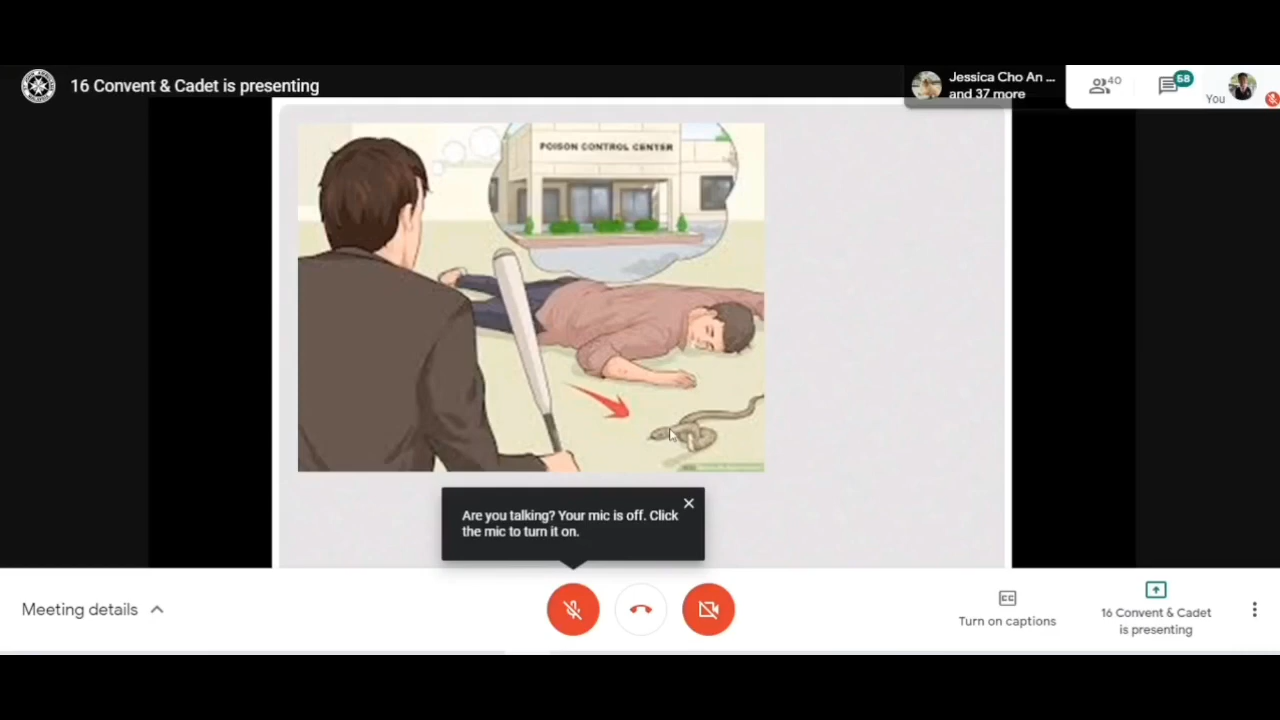 16 Convent & Cadet is presenting
Jessica Cho An ...
and 37 more
40
58
You
POISON CONTROL CENTER
Are you talking? Your mic is off. Click
the mic to turn it on.
Meeting details
CC
Turn on captions
16 Convent & Cadet
is presenting